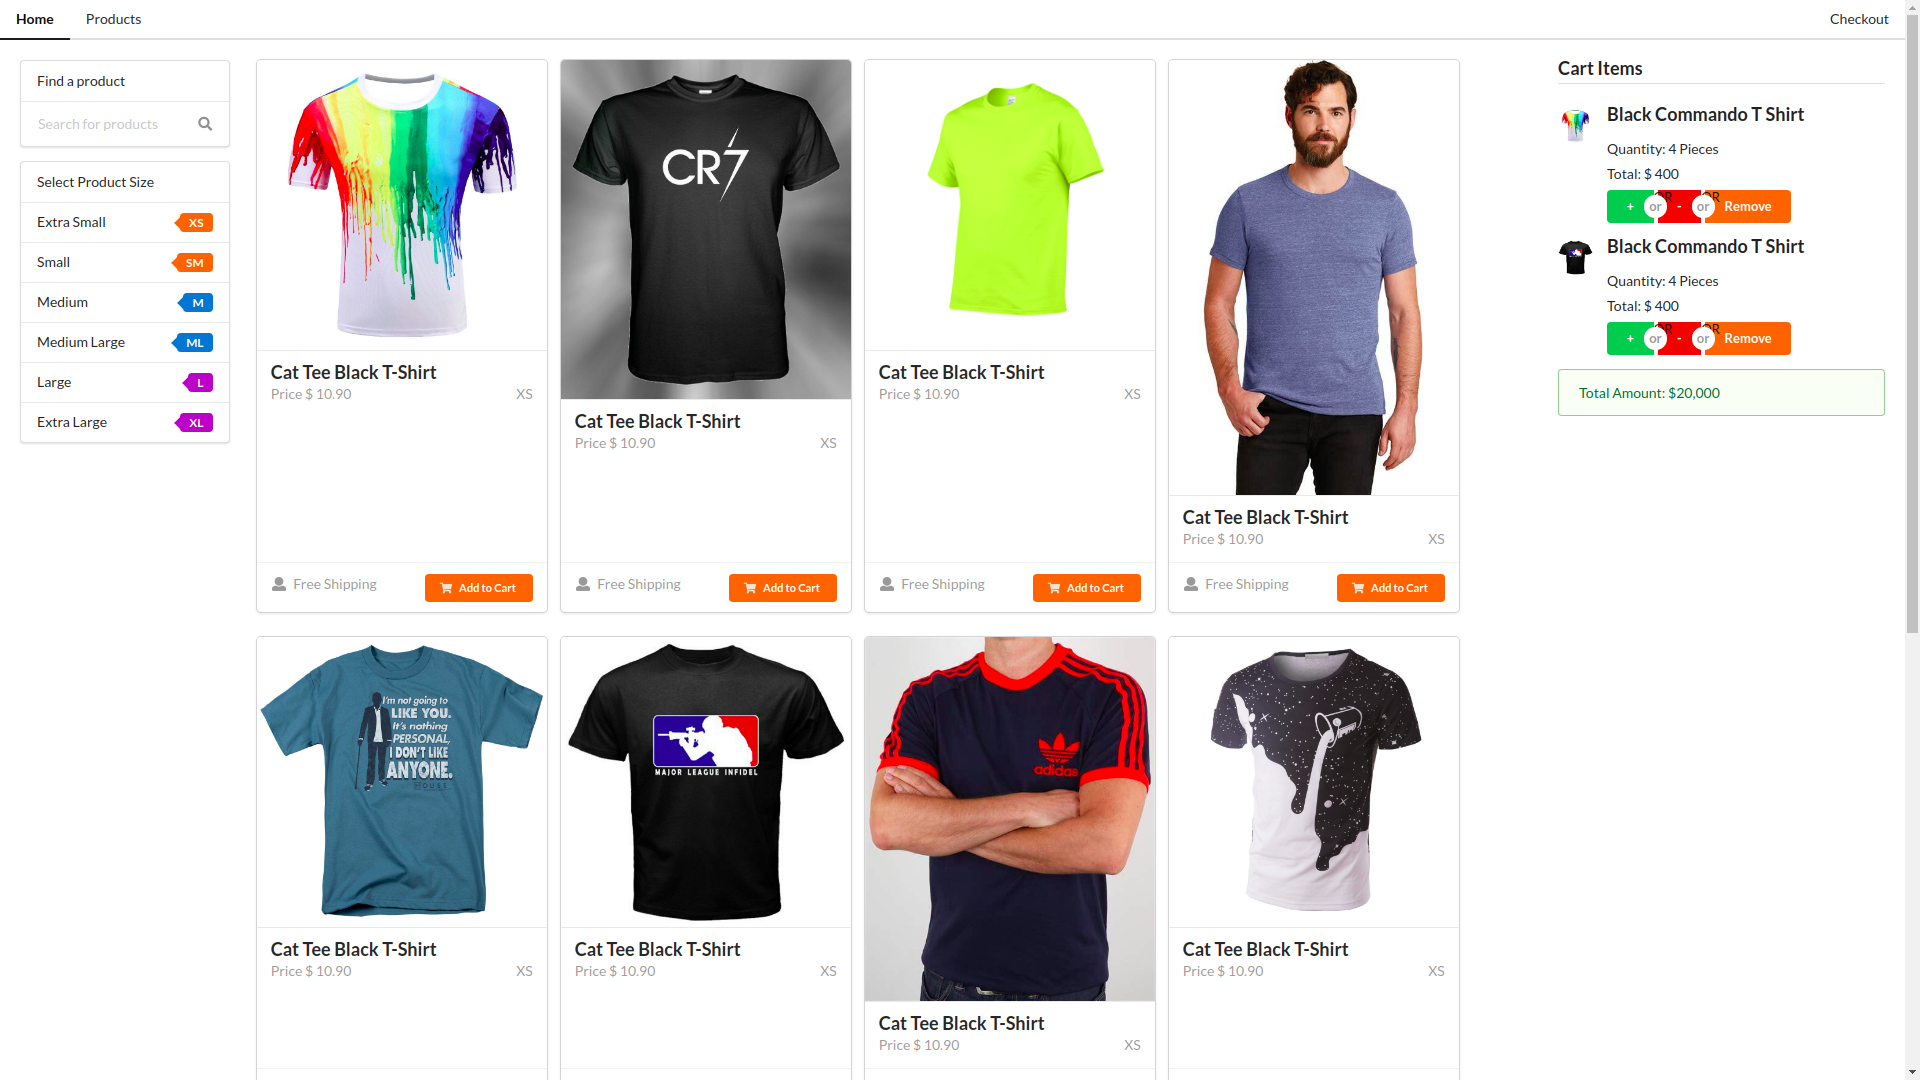 Home
Products
Checkout
Find a product
Search for products
Select Product Size
Extra Small
XS
Small
SM
Medium
M
Medium Large
ML
Large
L
Extra Large
XL
CR7
Cat Tee Black T-Shirt
Price $ 10.90
XS
Free Shipping
Add to Cart
Cat Tee Black T-Shirt
Price $ 10.90
XS
Free Shipping
Add to Cart
Cat Tee Black T-Shirt
Price $ 10.90
XS
Free Shipping
Add to Cart
Cat Tee Black T-Shirt
Price $ 10.90
XS
Free Shipping
Add to Cart
I'm not going to
LIKE YOU.
It's nothing
PERSONAL,
I DON'T LIKE
ANYONE.
HOUSE
Cat Tee Black T-Shirt
Price $ 10.90
XS
MAJOR LEAGUE INFIDEL
Cat Tee Black T-Shirt
Price $ 10.90
XS
adidas
Cat Tee Black T-Shirt
Price $ 10.90
XS
Cat Tee Black T-Shirt
Price $ 10.90
XS
Cart Items
Black Commando T Shirt
Quantity: 4 Pieces
Total: $ 400
+ or - or Remove
Black Commando T Shirt
Quantity: 4 Pieces
Total: $ 400
+ or - or Remove
Total Amount: $20,000